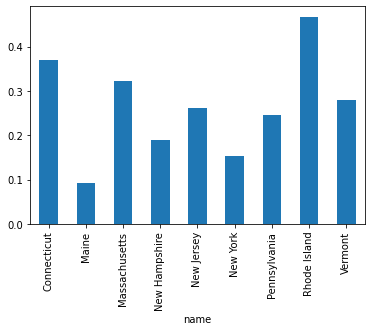 0.4
0.3
0.2
0.1
0.0
Connecticut
Maine
Massachusetts
New Hampshire
New Jersey
New York
Pennsylvania
Rhode Island
Vermont
name